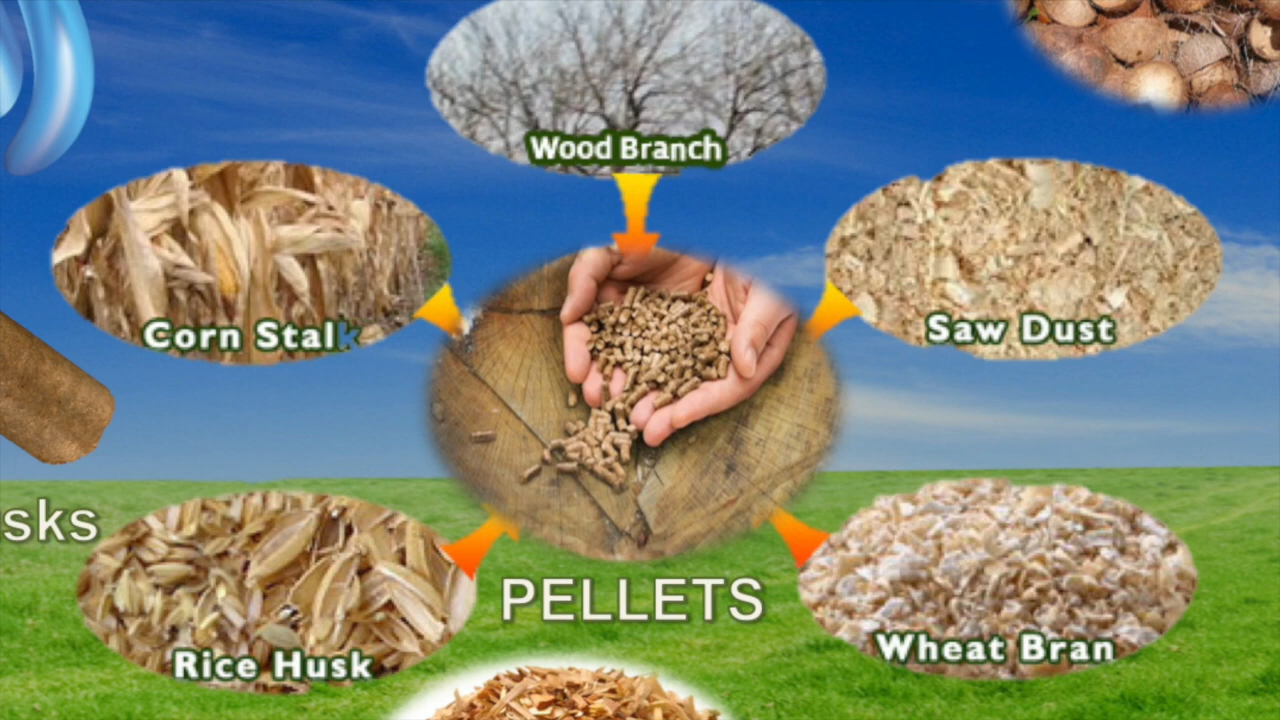 Wood Branch
Corn Stalk
Saw Dust
sks
PELLETS
Rice Husk
Wheat Bran